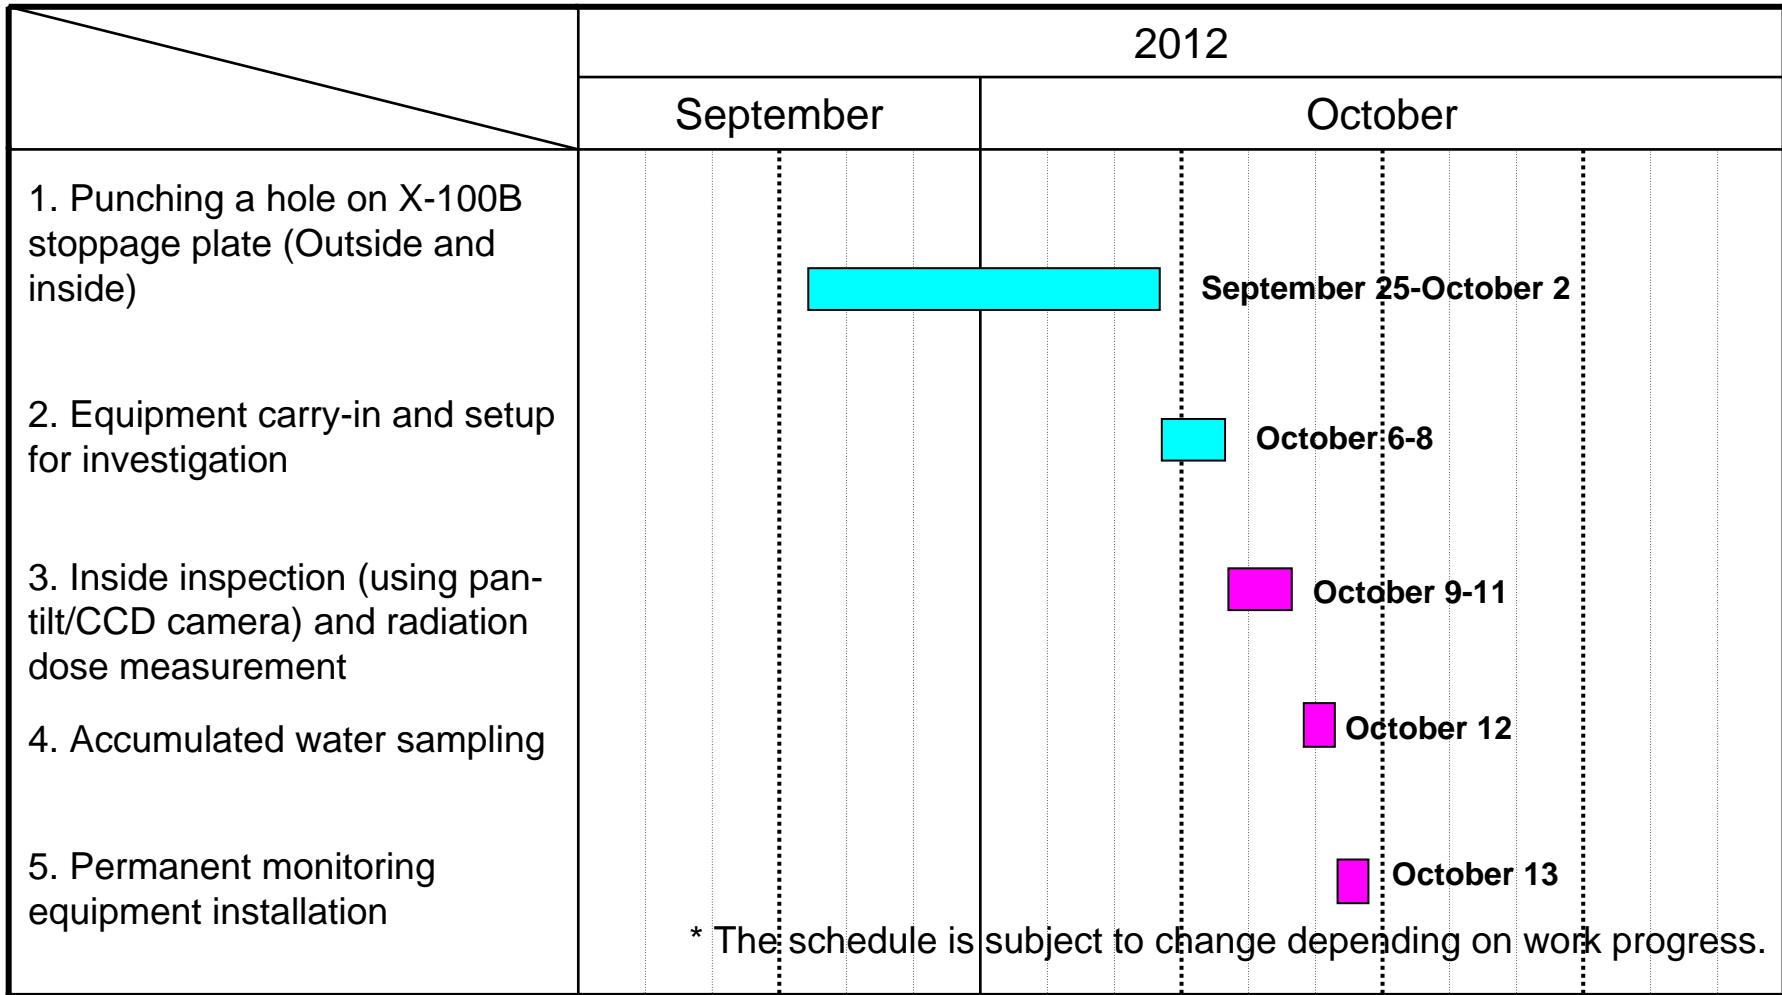 2012
September
October
1. Punching a hole on X-100B
stoppage plate (Outside and
inside)
September 25-October 2
2. Equipment carry-in and setup
for investigation
October 6-8
3. Inside inspection (using pan-
tilt/CCD camera) and radiation
dose measurement
October 9-11
4. Accumulated water sampling
October 12
5. Permanent monitoring
equipment installation
October 13
* The schedule is subject to change depending on work progress.